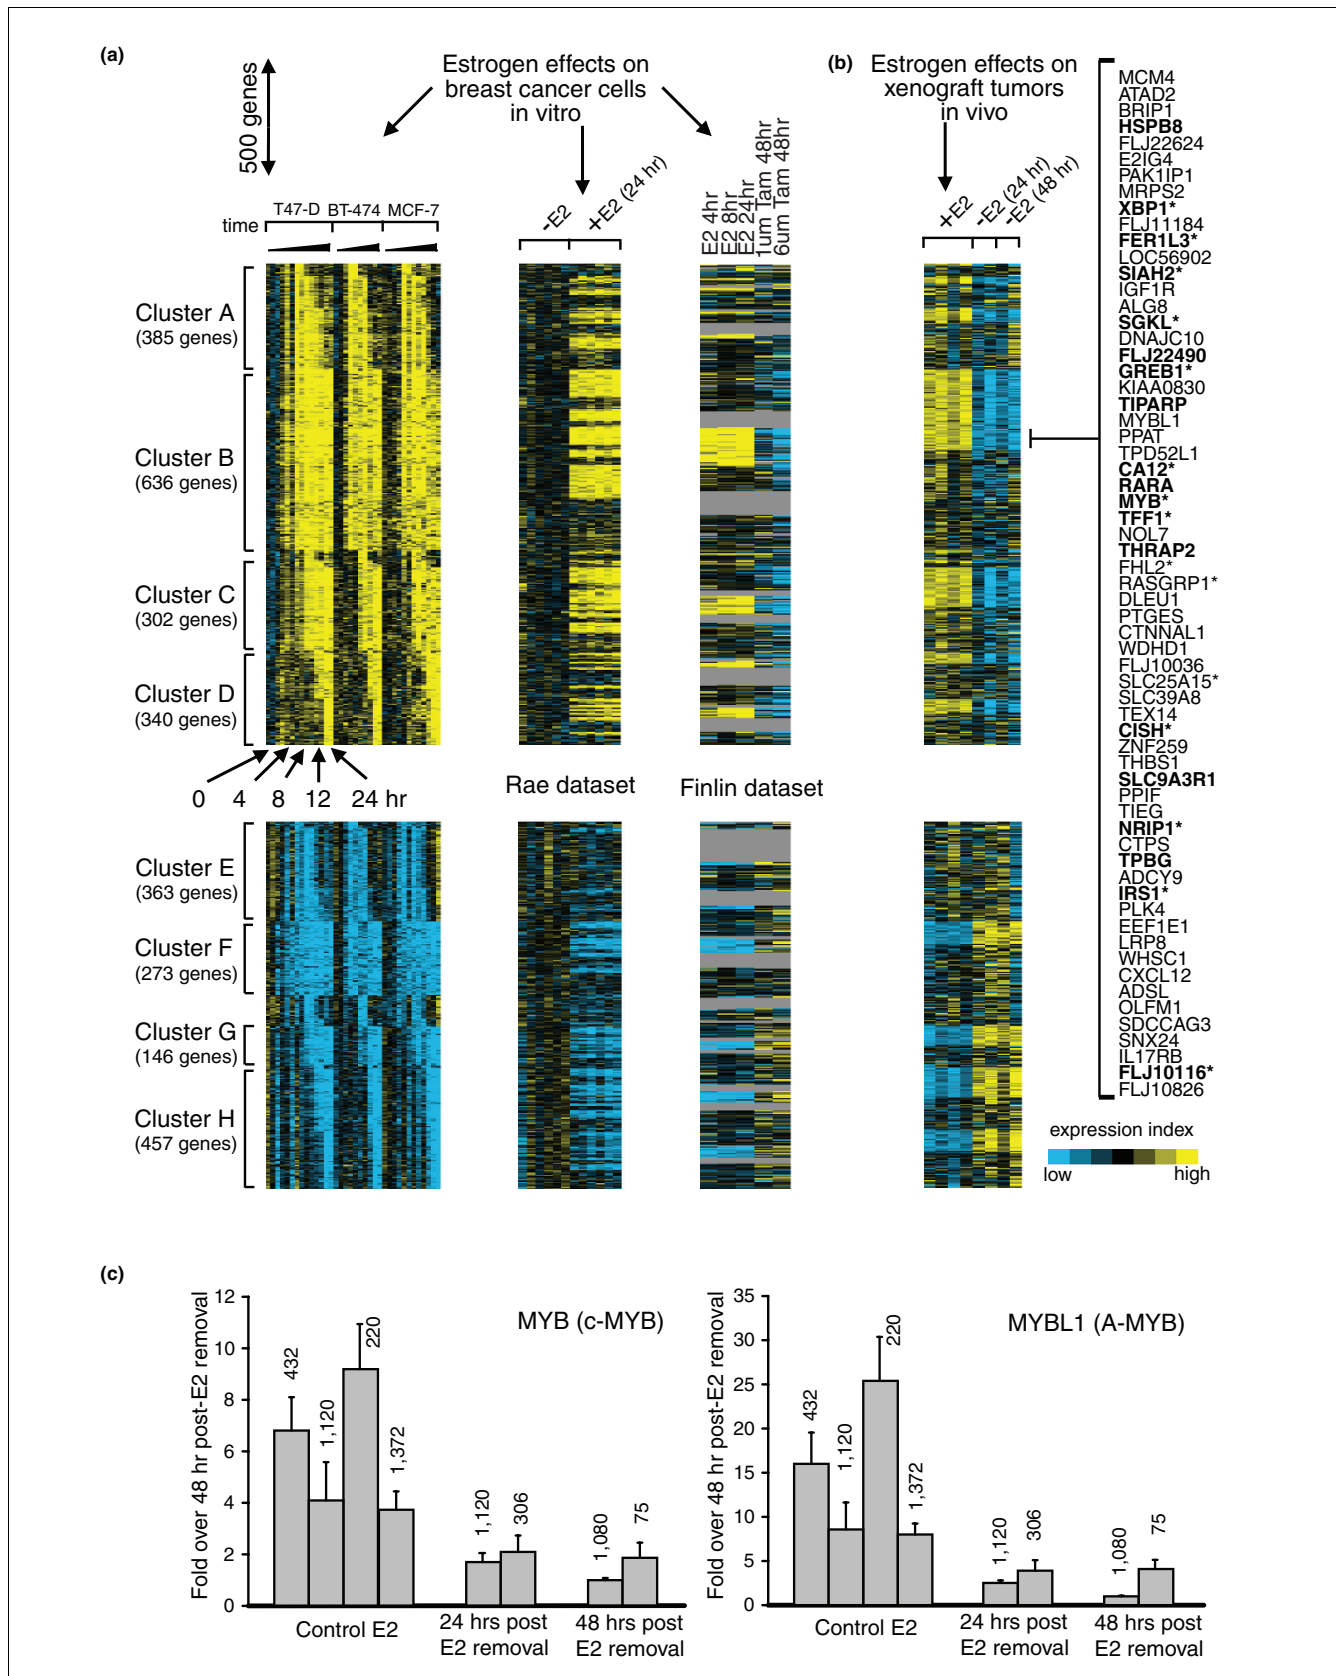 (a)
500 genes
Estrogen effects on
breast cancer cells
in vitro
(b)
Estrogen effects on
xenograft tumors
in vivo
time
T47-D
BT-474
MCF-7
-E2
+E2 (24 hr)
E2 4hr
E2 8hr
E2 24hr
1um Tam 48hr
6um Tam 48hr
+E2
-E2 (24 hr)
-E2 (48 hr)
Cluster A
(385 genes)
Cluster B
(636 genes)
Cluster C
(302 genes)
Cluster D
(340 genes)
0 4 8 12 24 hr
Rae dataset
Finlin dataset
Cluster E
(363 genes)
Cluster F
(273 genes)
Cluster G
(146 genes)
Cluster H
(457 genes)
MCM4
ATAD2
BRIP1
HSPB8
FLJ22624
E2IG4
PAK1IP1
MRPS2
XBP1*
FLJ11184
FER1L3*
LOC56902
SIAH2*
IGF1R
ALG8
SGKL*
DNAJC10
FLJ22490
GREB1*
KIAA0830
TIPARP
MYBL1
PPAT
TPD52L1
CA12*
RARA
MYB*
TFF1*
NOL7
THRAP2
FHL2*
RASGRP1*
DLEU1
PTGES
CTNNAL1
WDHD1
FLJ10036
SLC25A15*
SLC39A8
TEX14
CISH*
ZNF259
THBS1
SLC9A3R1
PPIF
TIEG
NRIP1*
CTPS
TPBG
ADCY9
IRS1*
PLK4
EEF1E1
LRP8
WHSC1
CXCL12
ADSL
OLFM1
SDCCAG3
SNX24
IL17RB
FLJ10116*
FLJ10826
expression index
low
high
(c)
Fold over 48 hr post-E2 removal
12
10
8
6
4
2
0
MYB (c-MYB)
432
1,120
220
1,372
1,120
306
1,080
75
Control E2
24 hrs post
E2 removal
48 hrs post
E2 removal
Fold over 48 hr post-E2 removal
35
30
25
20
15
10
5
0
MYBL1 (A-MYB)
432
1,120
220
1,372
1,120
306
1,080
75
Control E2
24 hrs post
E2 removal
48 hrs post
E2 removal